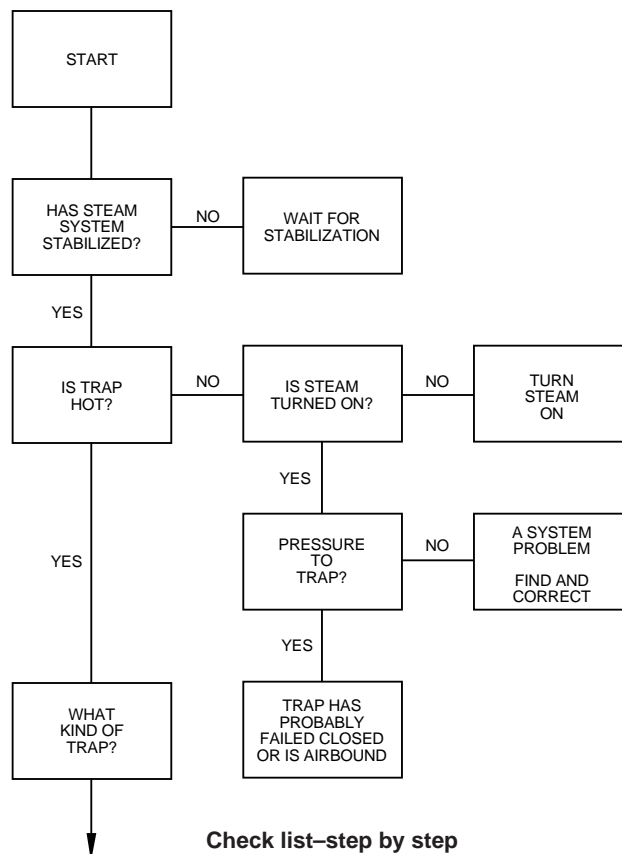 START
HAS STEAM
SYSTEM
STABILIZED?
NO
WAIT FOR
STABILIZATION
YES
IS TRAP
HOT?
NO
IS STEAM
TURNED ON?
NO
TURN
STEAM
ON
YES
YES
PRESSURE
TO
TRAP?
NO
A SYSTEM
PROBLEM
FIND AND
CORRECT
YES
WHAT
KIND OF
TRAP?
TRAP HAS
PROBABLY
FAILED CLOSED
OR IS AIRBOUND
Check list–step by step